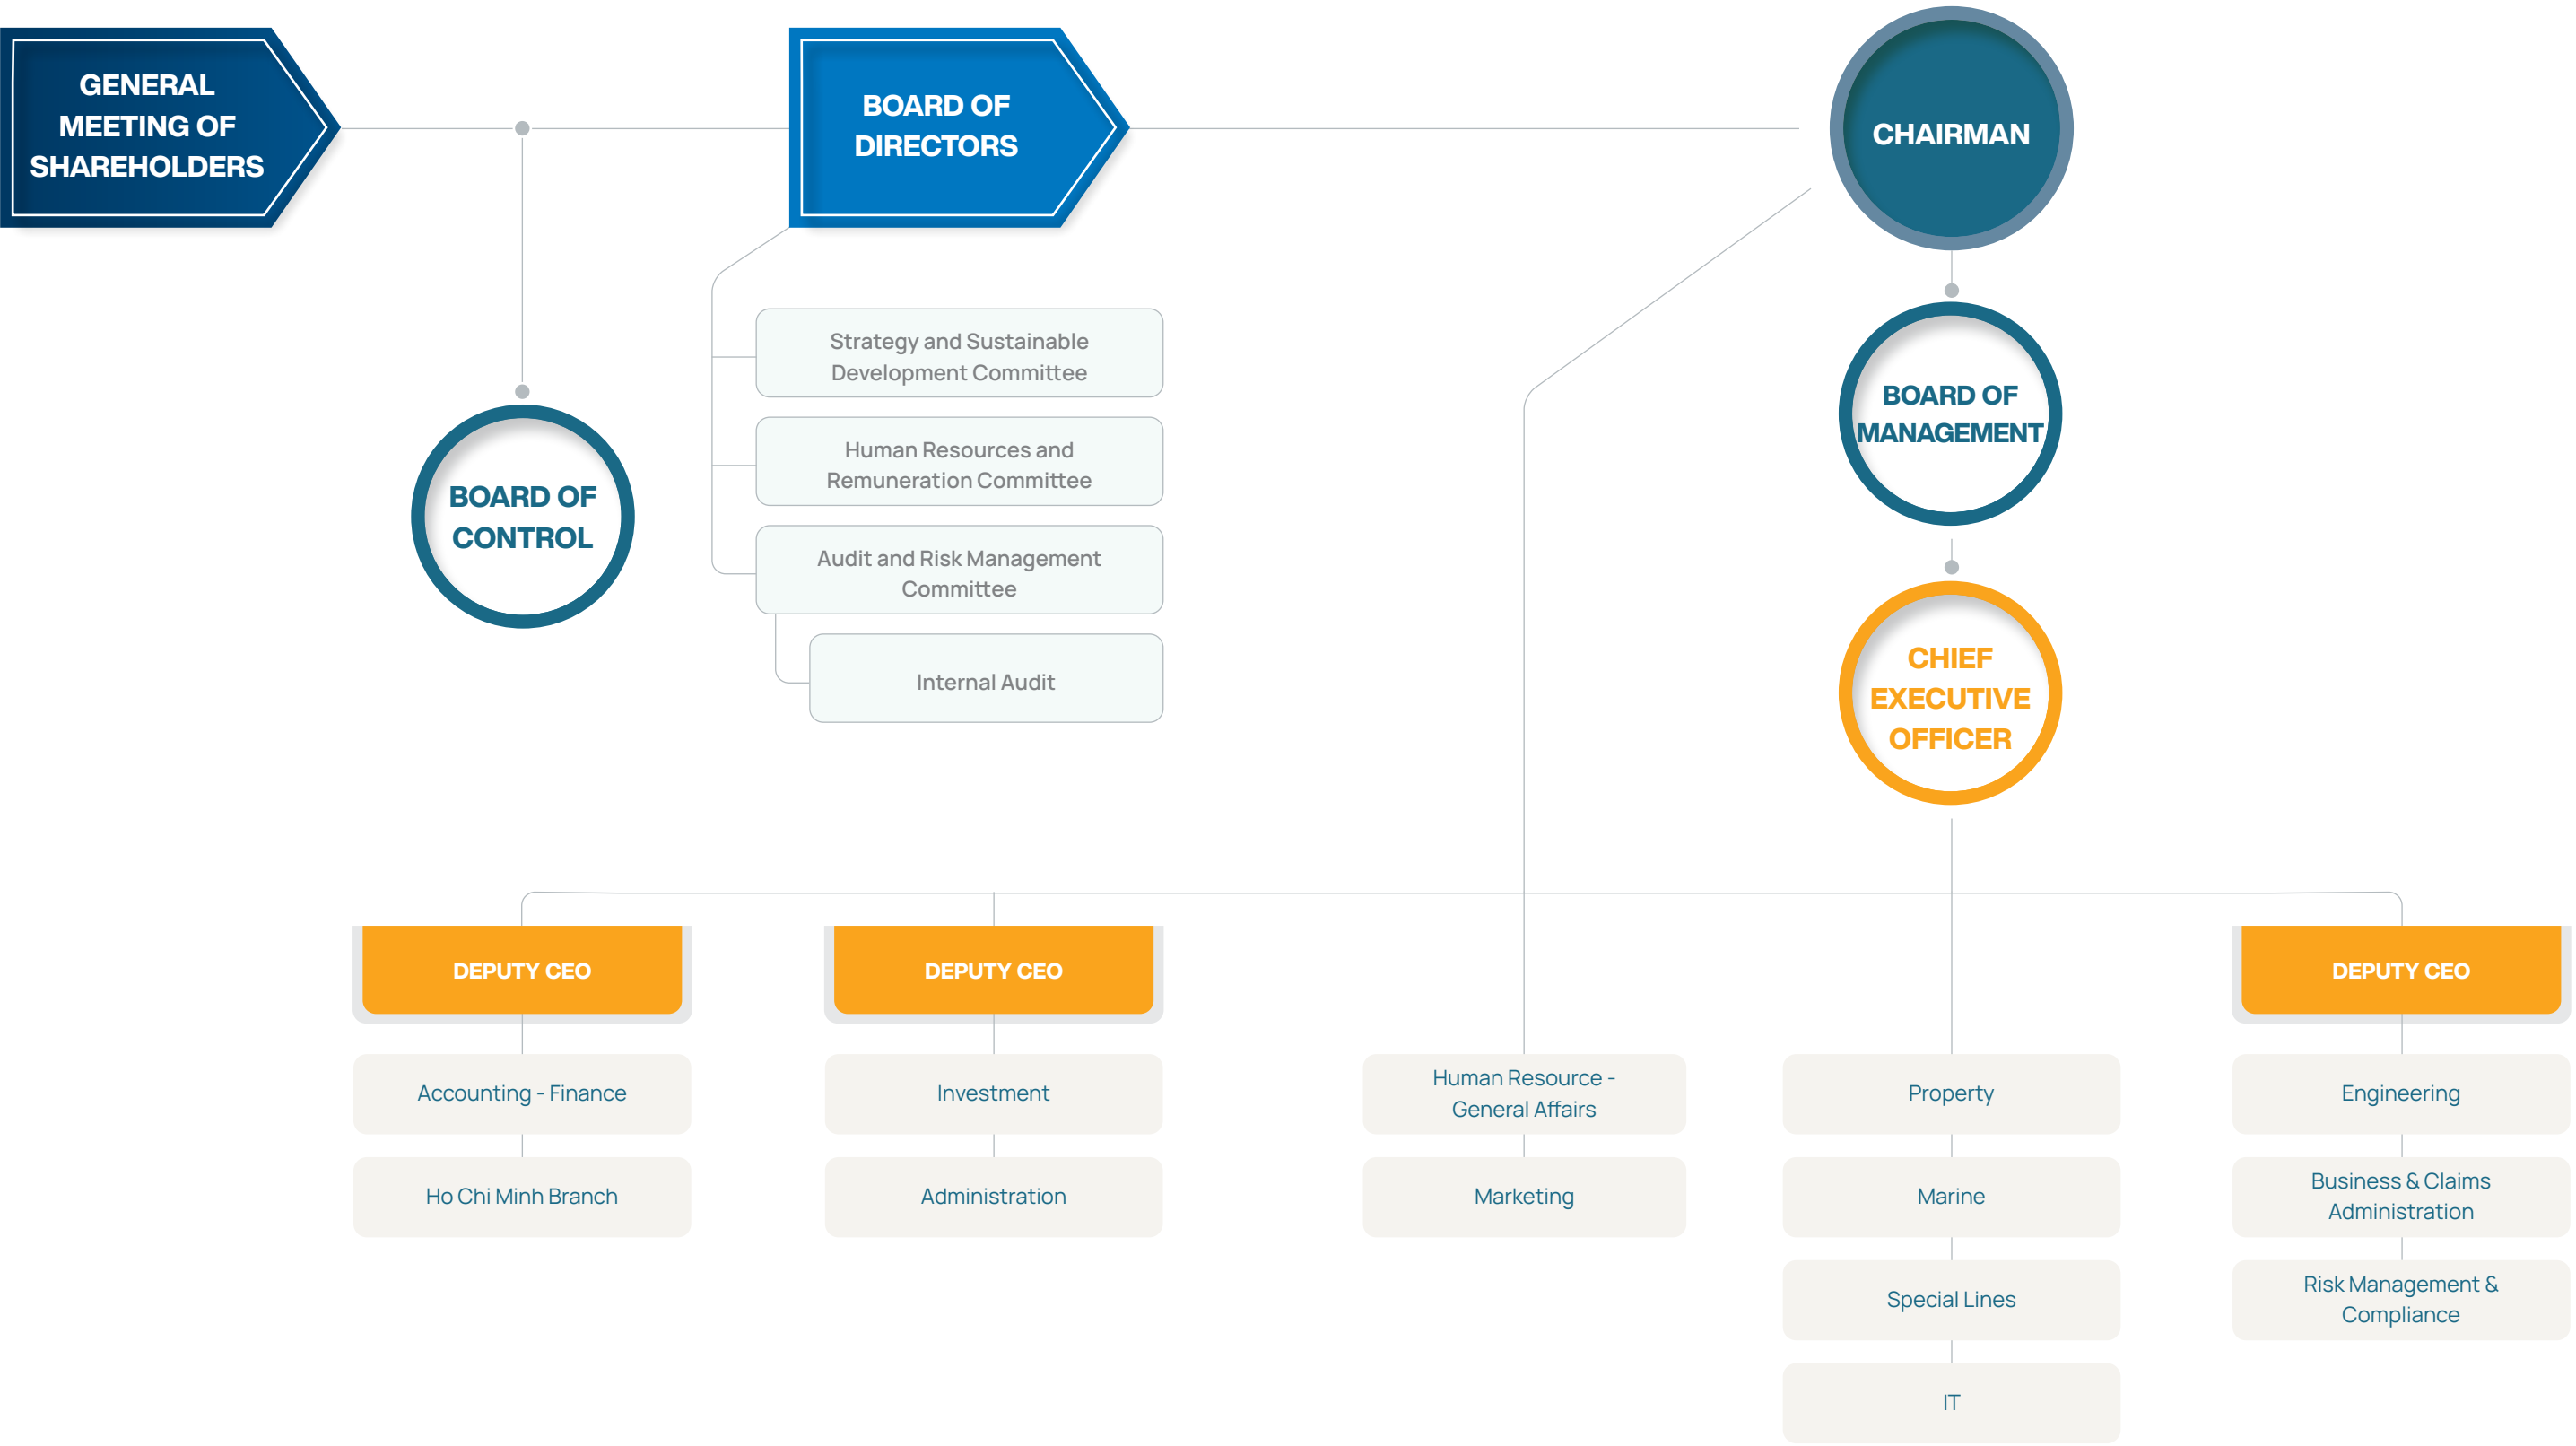 GENERAL
MEETING OF
SHAREHOLDERS
BOARD OF
DIRECTORS
CHAIRMAN
BOARD OF
CONTROL
Strategy and Sustainable
Development Committee
Human Resources and
Remuneration Committee
Audit and Risk Management
Committee
Internal Audit
BOARD OF
MANAGEMENT
CHIEF
EXECUTIVE
OFFICER
DEPUTY CEO
Accounting - Finance
Ho Chi Minh Branch
DEPUTY CEO
Investment
Administration
Human Resource -
General Affairs
Marketing
Property
Marine
Special Lines
IT
DEPUTY CEO
Engineering
Business & Claims
Administration
Risk Management &
Compliance